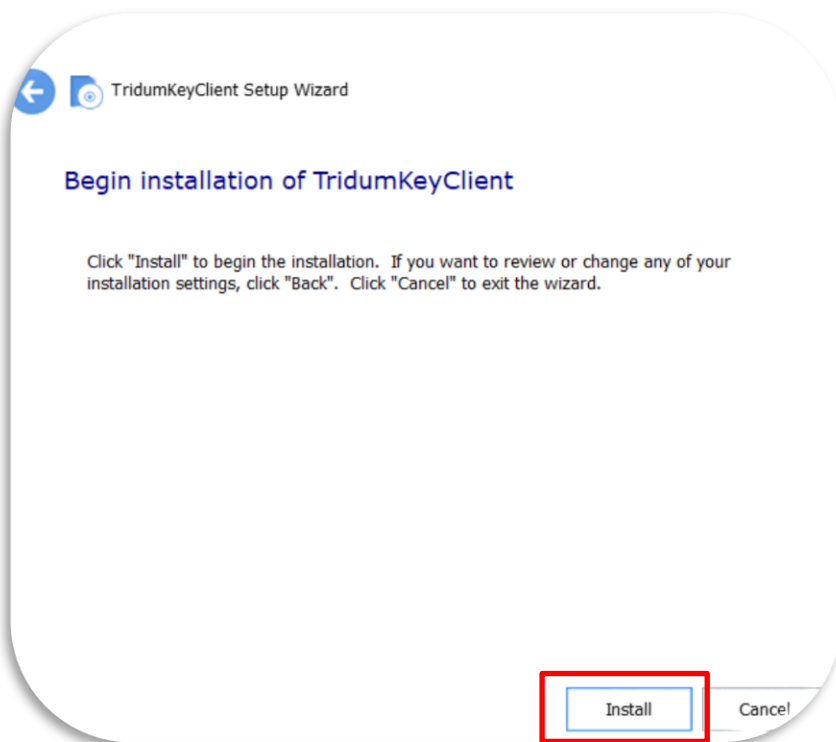 TridumKeyClient Setup Wizard
Begin installation of TridumKeyClient
Click "Install" to begin the installation. If you want to review or change any of your
installation settings, click "Back". Click "Cancel" to exit the wizard.
Install
Cancel